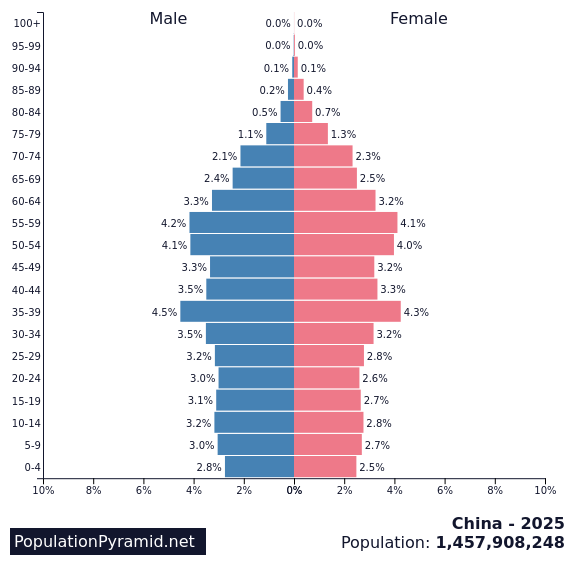 Male Female
100+ 0.0% 0.0%
95-99 0.0% 0.0%
90-94 0.1% 0.1%
85-89 0.2% 0.4%
80-84 0.5% 0.7%
75-79 1.1% 1.3%
70-74 2.1% 2.3%
65-69 2.4% 2.5%
60-64 3.3% 3.2%
55-59 4.2% 4.1%
50-54 4.1% 4.0%
45-49 3.3% 3.2%
40-44 3.5% 3.3%
35-39 4.5% 4.3%
30-34 3.5% 3.2%
25-29 3.2% 2.8%
20-24 3.0% 2.6%
15-19 3.1% 2.7%
10-14 3.2% 2.8%
5-9 3.0% 2.7%
0-4 2.8% 2.5%
10% 8% 6% 4% 2% 0% 2% 4% 6% 8% 10%
China - 2025
PopulationPyramid.net
Population: 1,457,908,248